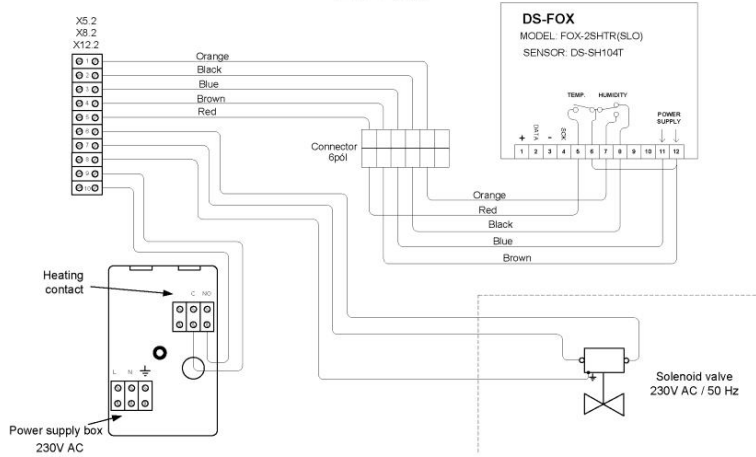 X5.2
X8.2
X12.2
1
2
3
4
5
6
7
8
9
10
Orange
Black
Blue
Brown
Red
DS-FOX
MODEL: FOX-2SHTR(SLO)
SENSOR: DS-SH104T
TEMP. HUMIDITY
POWER
SUPPLY
+ DATA - SCK
1 2 3 4 5 6 7 8 9 10 11 12
Connector
6pól
Orange
Red
Black
Blue
Brown
Heating
contact
C NO
L N
Power supply box
230V AC
Solenoid valve
230V AC / 50 Hz